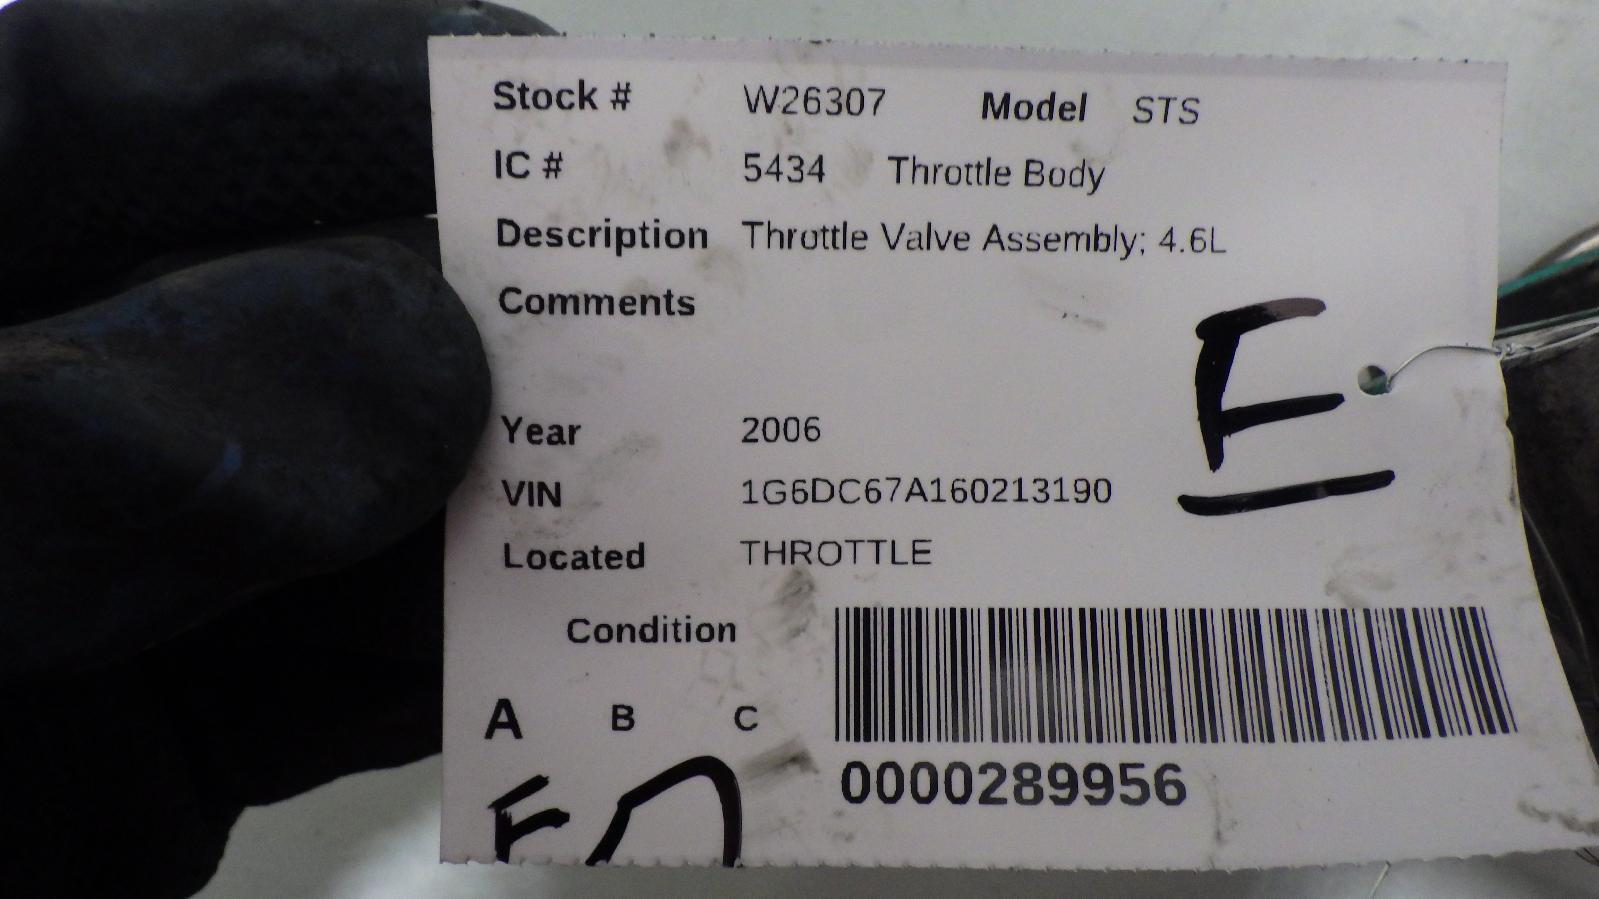 Stock # W26307 Model STS
IC # 5434 Throttle Body
Description Throttle Valve Assembly; 4.6L
Comments
F
Year 2006
VIN 1G6DC67A160213190
Located THROTTLE
Condition
A B C
0000289956